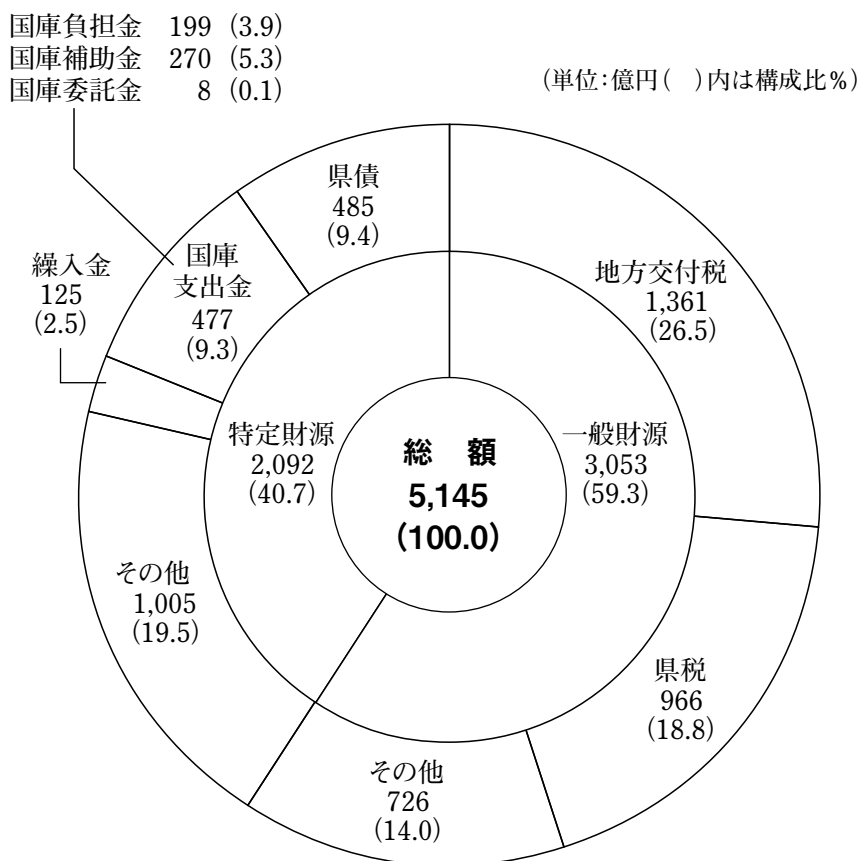 国庫負担金 199 (3.9)
国庫補助金 270 (5.3)
国庫委託金 8 (0.1)
(単位:億円( )内は構成比%)
県債
485
(9.4)
国庫
支出金
477
(9.3)
繰入金
125
(2.5)
地方交付税
1,361
(26.5)
特定財源
2,092
(40.7)
総 額
5,145
(100.0)
一般財源
3,053
(59.3)
その他
1,005
(19.5)
県税
966
(18.8)
その他
726
(14.0)